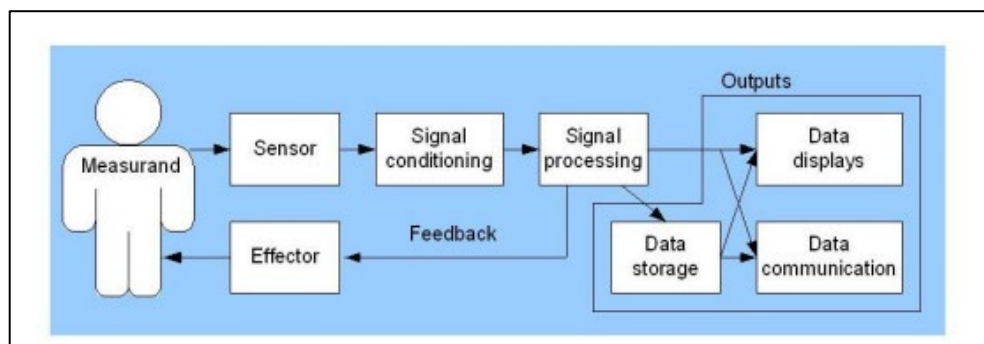 Outputs
Measurand
Sensor
Signal
conditioning
Signal
processing
Data
displays
Effector
Feedback
Data
storage
Data
communication